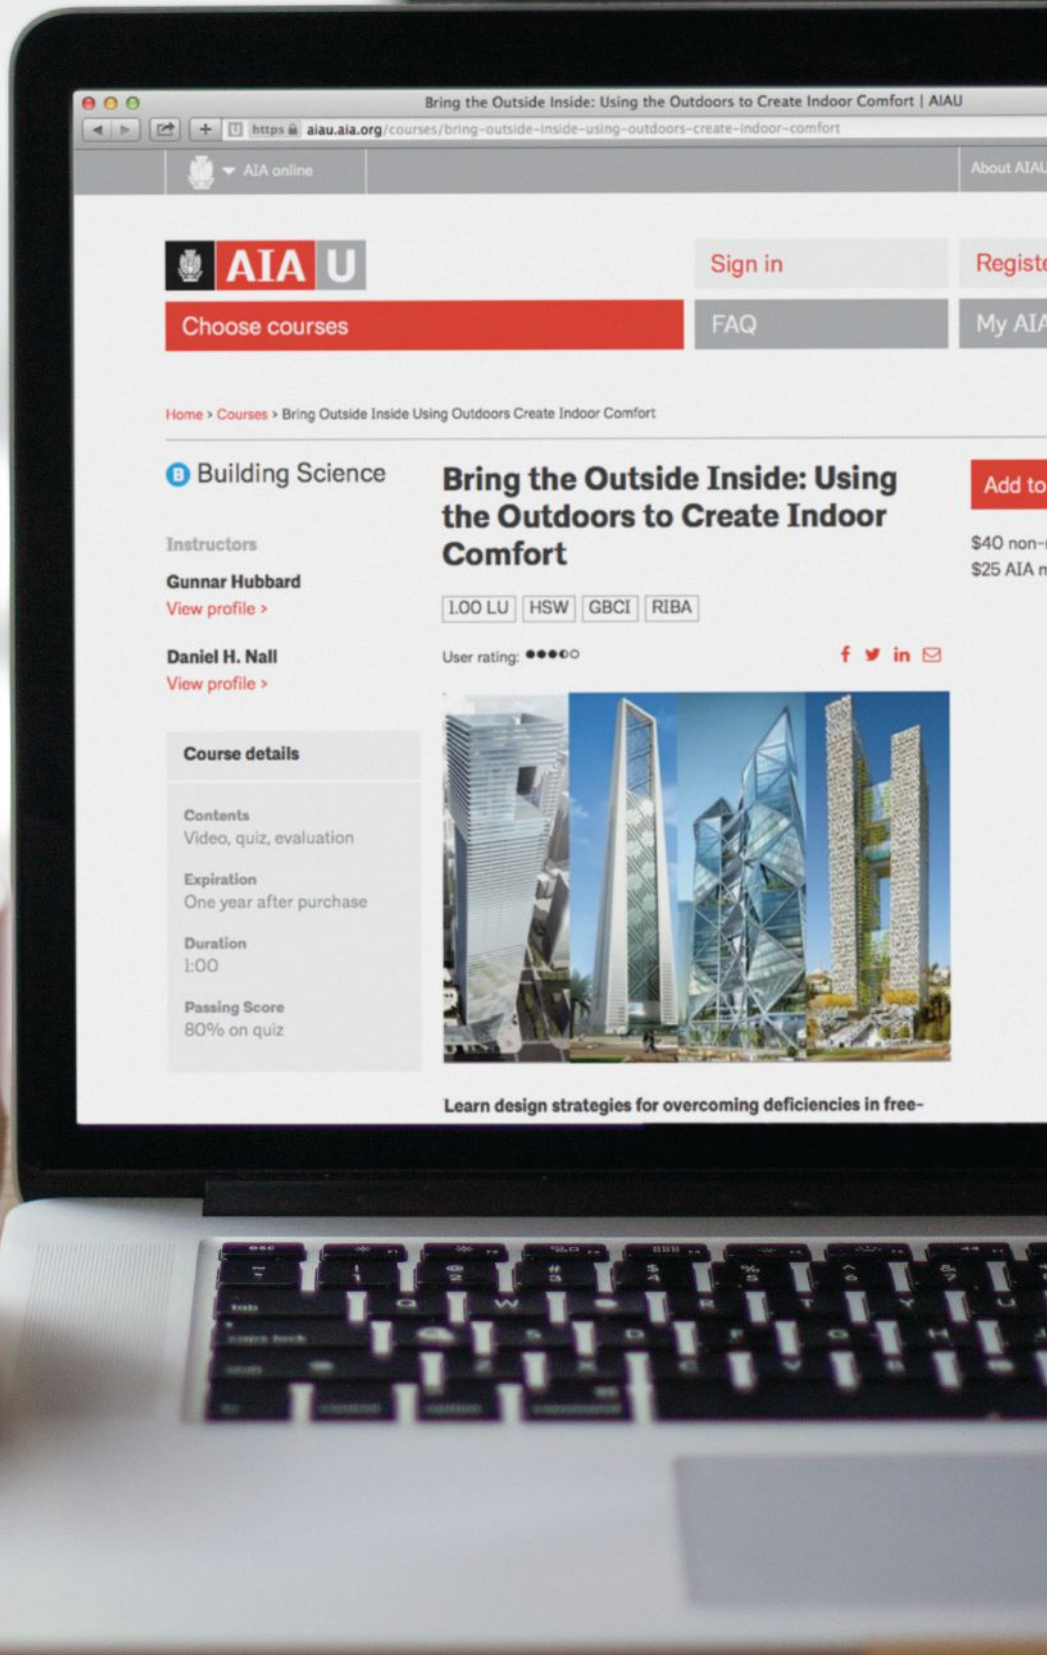 Bring the Outside Inside: Using the Outdoors to Create Indoor Comfort | AIAU
https aiau.aia.org/courses/bring-outside-inside-using-outdoors-create-indoor-comfort
AIA online
About AIAU
AIA U
Sign in
Registe
Choose courses
FAQ
My AIA
Home > Courses > Bring Outside Inside Using Outdoors Create Indoor Comfort
B Building Science
Instructors
Gunnar Hubbard
View profile >
Daniel H. Nall
View profile >
Course details
Contents
Video, quiz, evaluation
Expiration
One year after purchase
Duration
1:00
Passing Score
80% on quiz
Bring the Outside Inside: Using
the Outdoors to Create Indoor
Comfort
1.00 LU HSW GBCI RIBA
User rating:
f in
Learn design strategies for overcoming deficiencies in free-
Add to
$40 non-
$25 AIA
esc
tab
caps lock